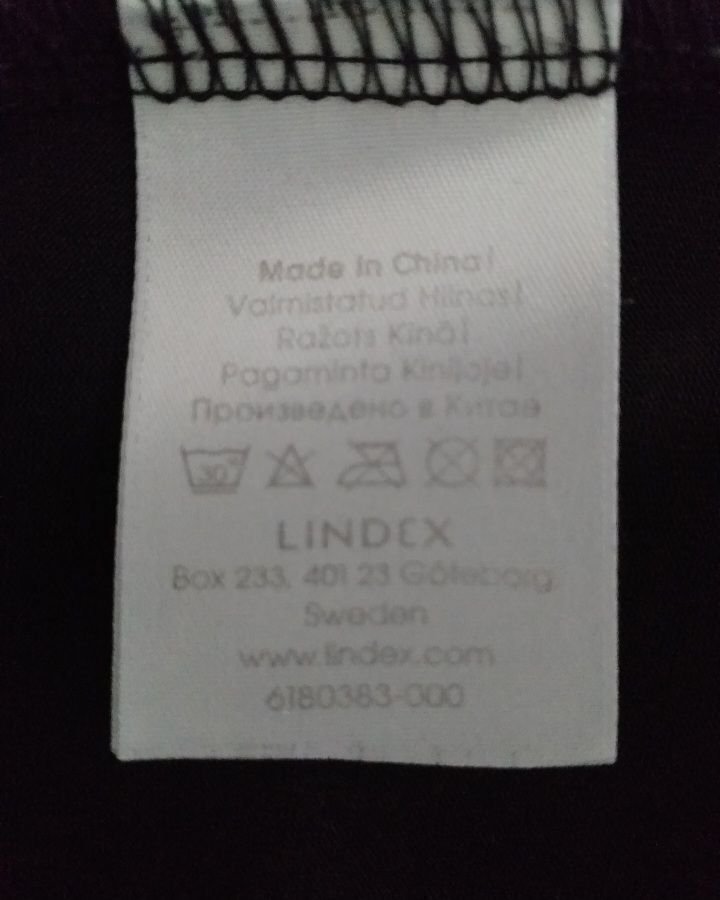 Made in China/
Valmistatud Hiinas/
Ražots Ķīnā/
Pagaminta Kinijoje/
Произведено в Китае
30°
LINDEX
Box 233, 401 23 Göteborg
Sweden
www.lindex.com
6180383-000